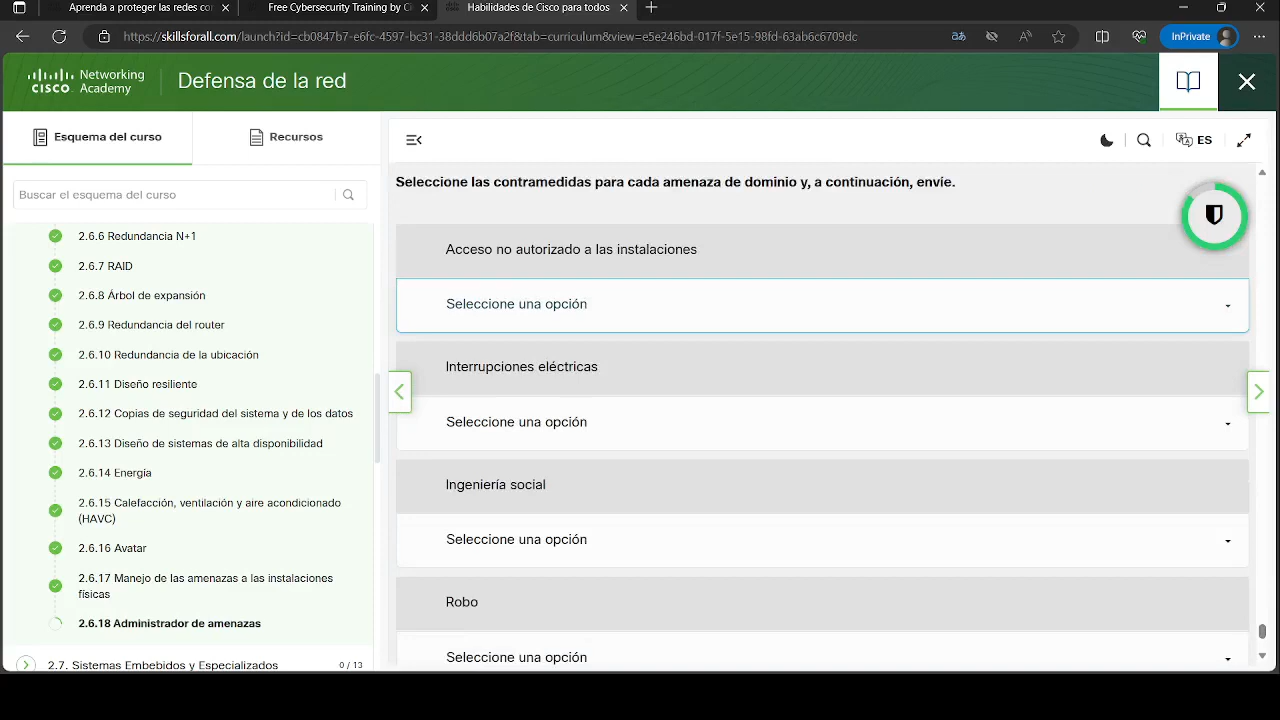 Aprenda a proteger las redes cor
Free Cybersecurity Training by Ci
Habilidades de Cisco para todos
https://skillsforall.com/launch?id=cb0847b7-e6fc-4597-bc31-38ddd6b07a2f&tab=curriculum&view=e5e246bd-017f-5e15-98fd-63ab6c6709dc
InPrivate
CISCO Networking Academy
Defensa de la red
Esquema del curso
Recursos
ES
Buscar el esquema del curso
2.6.6 Redundancia N+1
2.6.7 RAID
2.6.8 Árbol de expansión
2.6.9 Redundancia del router
2.6.10 Redundancia de la ubicación
2.6.11 Diseño resiliente
2.6.12 Copias de seguridad del sistema y de los datos
2.6.13 Diseño de sistemas de alta disponibilidad
2.6.14 Energía
2.6.15 Calefacción, ventilación y aire acondicionado
(HAVC)
2.6.16 Avatar
2.6.17 Manejo de las amenazas a las instalaciones
físicas
2.6.18 Administrador de amenazas
2.7. Sistemas Embebidos y Especializados 0 / 13
Seleccione las contramedidas para cada amenaza de dominio y, a continuación, envíe.
Acceso no autorizado a las instalaciones
Seleccione una opción
Interrupciones eléctricas
Seleccione una opción
Ingeniería social
Seleccione una opción
Robo
Seleccione una opción